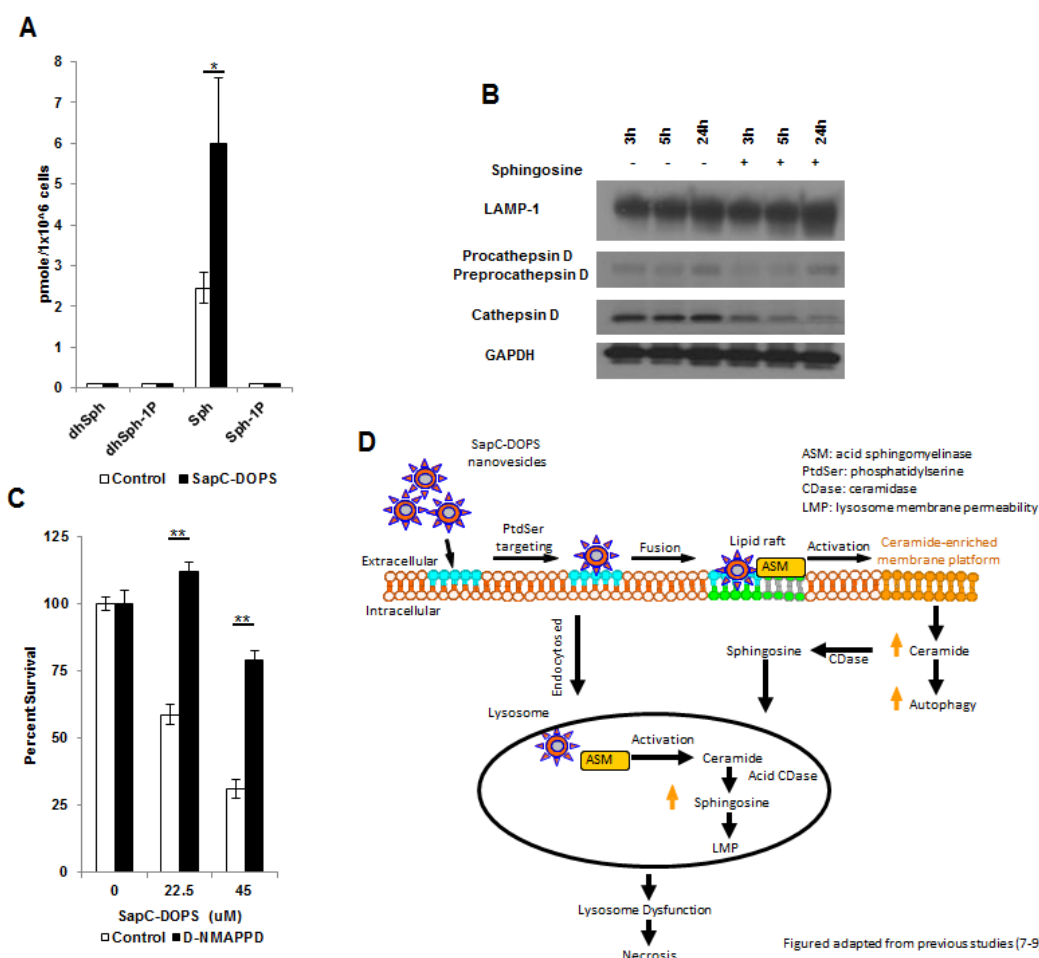 A
8
7
6
5
4
3
2
1
0
pmole/1x10^6 cells
*
dhSph
dhSph-1P
Sph
Sph-1P
Control SapC-DOPS
B
3h 5h 24h 3h 5h 24h
Sphingosine - - - + + +
LAMP-1
Procathepsin D
Preprocathepsin D
Cathepsin D
GAPDH
C
125
100
75
50
25
0
Percent Survival
**
**
0 22.5 45
SapC-DOPS (uM)
Control D-NMAPPD
D
SapC-DOPS
nanovesicles
ASM: acid sphingomyelinase
PtdSer: phosphatidylserine
CDase: ceramidase
LMP: lysosome membrane permeability
PtdSer
targeting
Fusion
Lipid raft
ASM
Activation
Ceramide-enriched
membrane platform
Extracellular
Intracellular
Endocytosed
Sphingosine
CDase
Ceramide
Autophagy
Lysosome
ASM
Activation
Ceramide
Acid CDase
Sphingosine
LMP
Lysosome Dysfunction
Necrosis
Figured adapted from previous studies (7-9